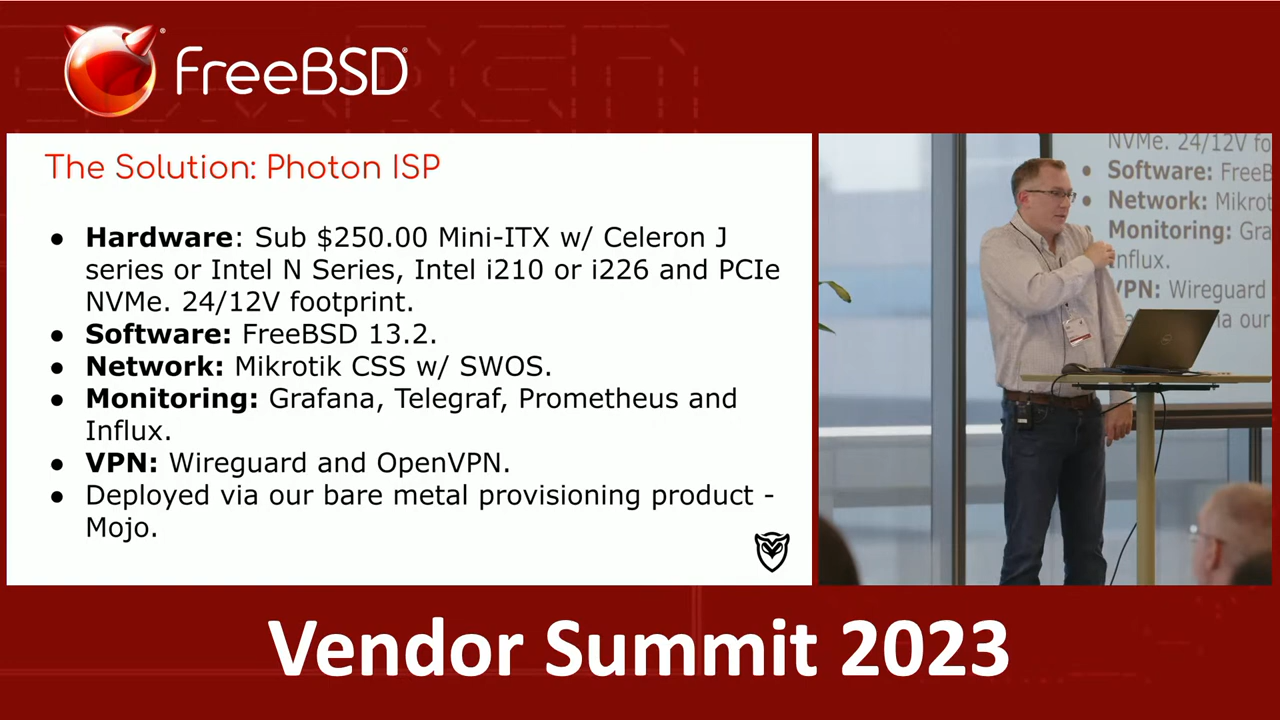 FreeBSD®
The Solution: Photon ISP
● Hardware: Sub $250.00 Mini-ITX w/ Celeron J
series or Intel N Series, Intel i210 or i226 and PCIe
NVMe. 24/12V footprint.
● Software: FreeBSD 13.2.
● Network: Mikrotik CSS w/ SWOS.
● Monitoring: Grafana, Telegraf, Prometheus and
Influx.
● VPN: Wireguard and OpenVPN.
● Deployed via our bare metal provisioning product -
Mojo.
NVMe. 24/12V fo
● Software: FreeB
● Network: Mikrot
Monitoring: Gra
nflux.
VPN: Wireguard
ia our
Vendor Summit 2023